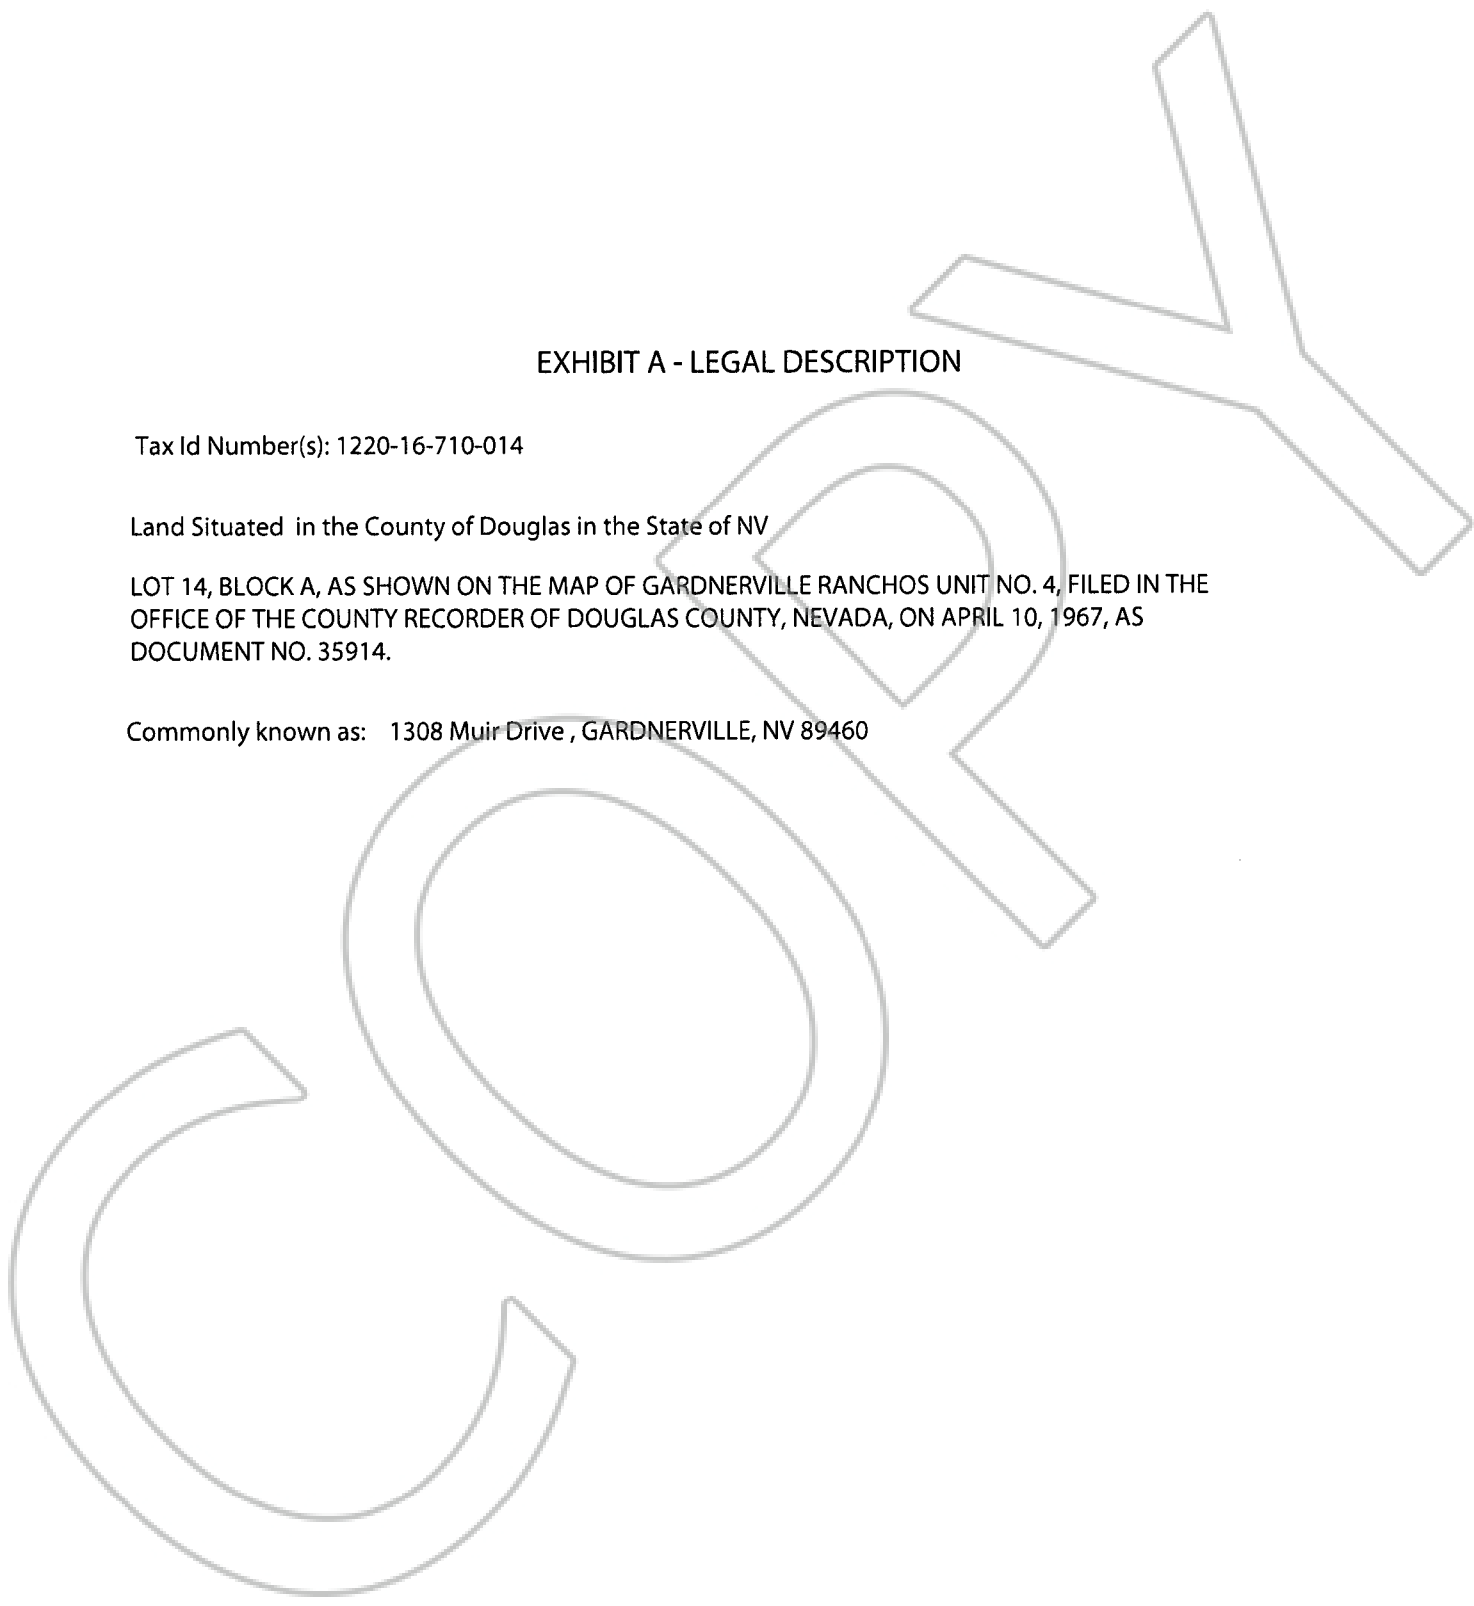 EXHIBIT A - LEGAL DESCRIPTION
Tax Id Number(s): 1220-16-710-014
Land Situated in the County of Douglas in the State of NV
LOT 14, BLOCK A, AS SHOWN ON THE MAP OF GARDNERVILLE RANCHOS UNIT NO. 4, FILED IN THE
OFFICE OF THE COUNTY RECORDER OF DOUGLAS COUNTY, NEVADA, ON APRIL 10, 1967, AS
DOCUMENT NO. 35914.
Commonly known as: 1308 Muir Drive , GARDNERVILLE, NV 89460
COPY